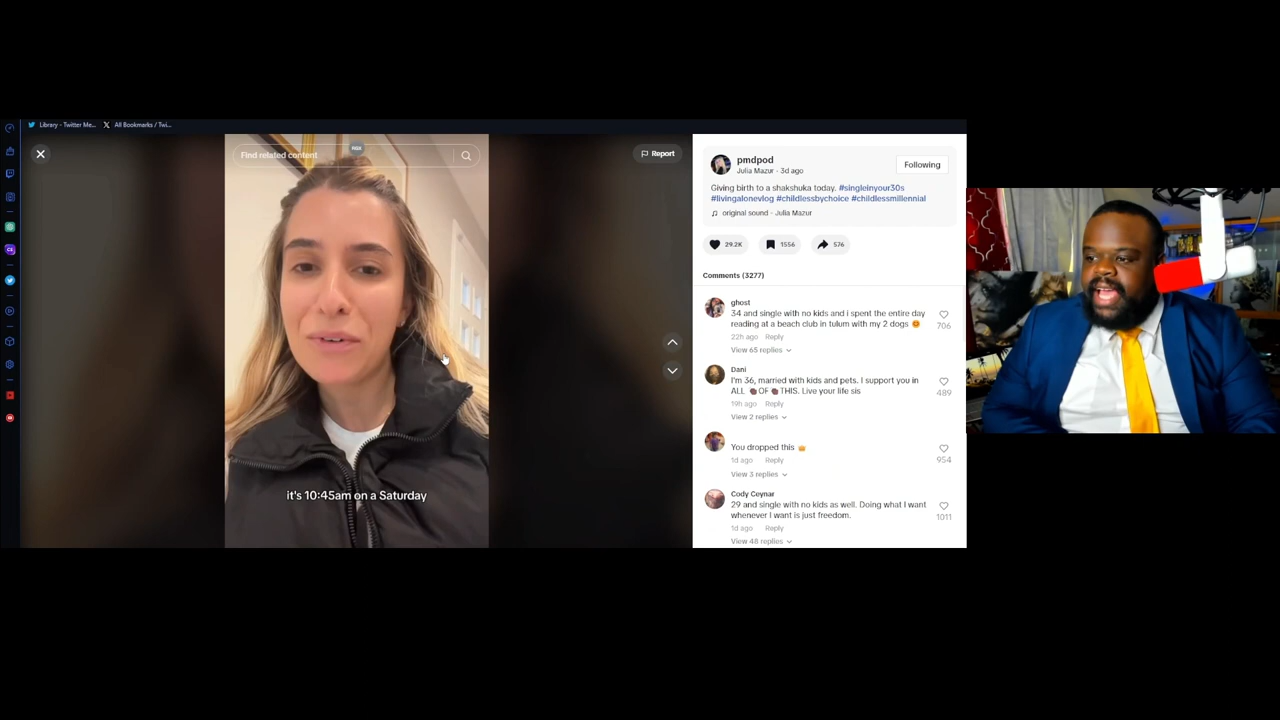 Library - Twitter Me...
All Bookmarks / Twi...
Find related content
Report
pmdpod
Julia Mazur · 3d ago
Following
Giving birth to a shakshuka today. #singleinyour30s
#livingalonevlog #childlessbychoice #childlessmillennial
original sound - Julia Mazur
29.2K
1556
576
Comments (3277)
ghost
34 and single with no kids and i spent the entire day
reading at a beach club in tulum with my 2 dogs
706
22h ago Reply
View 65 replies
Dani
I'm 36, married with kids and pets. I support you in
ALL OF THIS. Live your life sis
489
19h ago Reply
View 2 replies
You dropped this
954
1d ago Reply
View 3 replies
Cody Ceynar
29 and single with no kids as well. Doing what I want
whenever I want is just freedom.
1011
1d ago Reply
View 48 replies
it's 10:45am on a Saturday